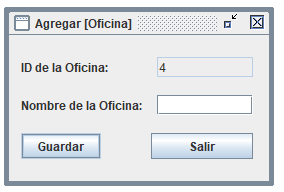 Agregar [Oficina]
ID de la Oficina: 4
Nombre de la Oficina:
Guardar Salir